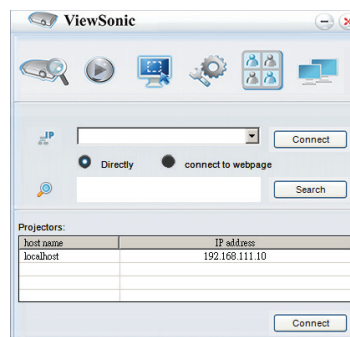 ViewSonic
IP
Connect
Directly connect to webpage
Search
Projectors:
host name IP address
localhost 192.168.111.10
Connect